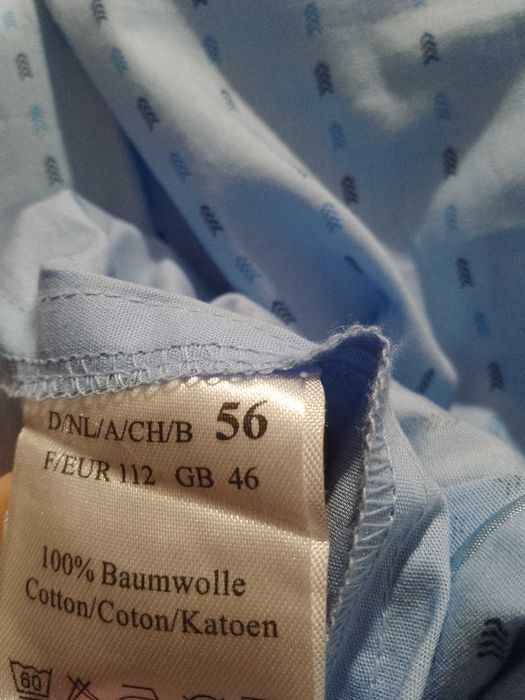 D/NL/A/CH/B 56
F/EUR 112 GB 46
100% Baumwolle
Cotton/Coton/Katoen
60